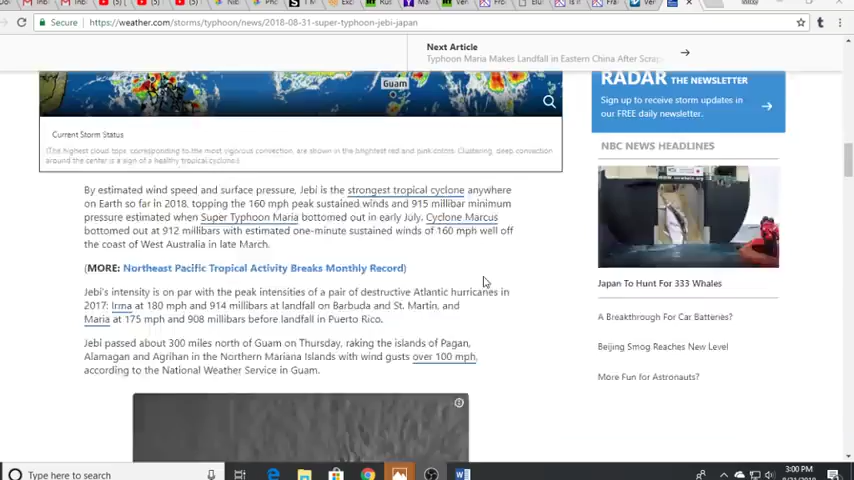 Secure
https://weather.com/storms/typhoon/news/2018-08-31-super-typhoon-jebi-japan
Next Article
Typhoon Maria Makes Landfall in Eastern China After Scrap
Guam
RADAR THE NEWSLETTER
Sign up to receive storm updates in
our FREE daily newsletter.
Current Storm Status
(The highest cloud tops, corresponding to the most vigorous convection, are shown in the brightest red and pink colors. Clustering, deep convection
around the center is a sign of a healthy tropical cyclone.)
NBC NEWS HEADLINES
By estimated wind speed and surface pressure, Jebi is the strongest tropical cyclone anywhere
on Earth so far in 2018, topping the 160 mph peak sustained winds and 915 millibar minimum
pressure estimated when Super Typhoon Maria bottomed out in early July. Cyclone Marcus
bottomed out at 912 millibars with estimated one-minute sustained winds of 160 mph well off
the coast of West Australia in late March.
(MORE: Northeast Pacific Tropical Activity Breaks Monthly Record)
Jebi's intensity is on par with the peak intensities of a pair of destructive Atlantic hurricanes in
2017: Irma at 180 mph and 914 millibars at landfall on Barbuda and St. Martin, and
Maria at 175 mph and 908 millibars before landfall in Puerto Rico.
Jebi passed about 300 miles north of Guam on Thursday, raking the islands of Pagan,
Alamagan and Agrihan in the Northern Mariana Islands with wind gusts over 100 mph,
according to the National Weather Service in Guam.
Japan To Hunt For 333 Whales
A Breakthrough For Car Batteries?
Beijing Smog Reaches New Level
More Fun for Astronauts?
Type here to search
3:00 PM